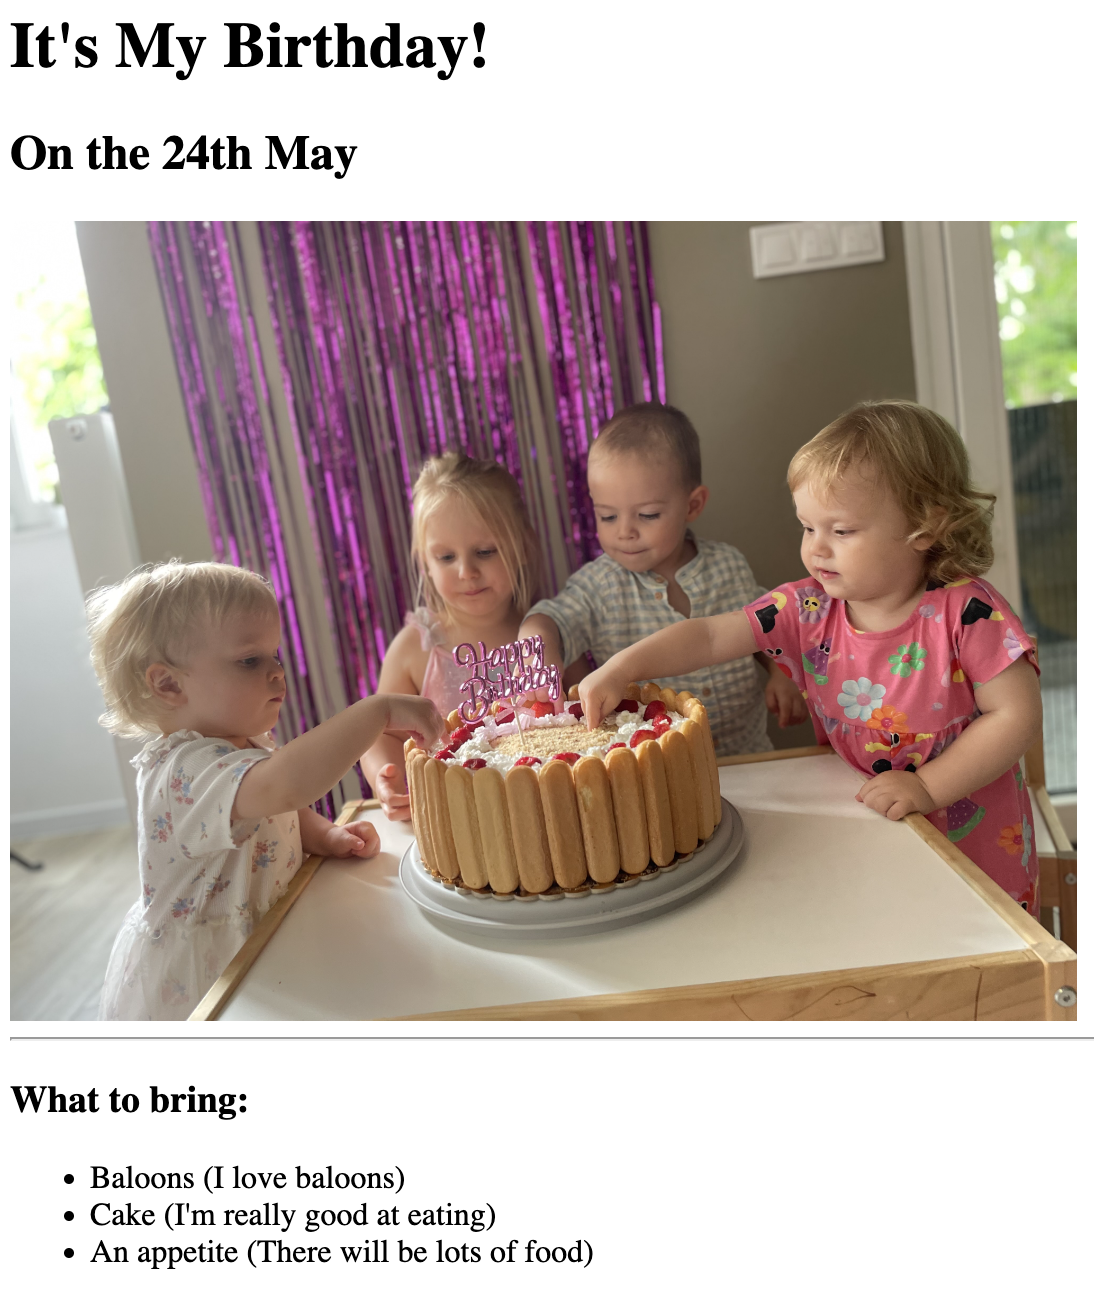 It's My Birthday!
On the 24th May
Happy
Birthday
What to bring:
Baloons (I love baloons)
Cake (I'm really good at eating)
An appetite (There will be lots of food)